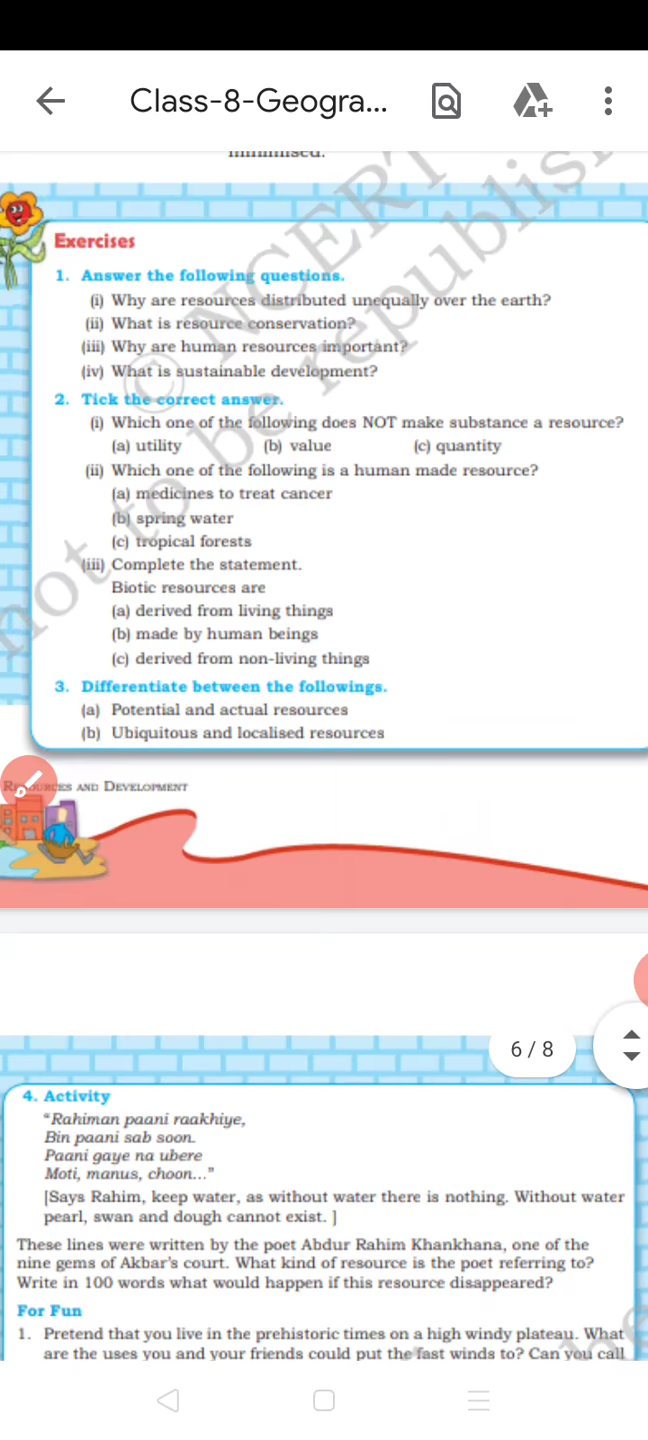 Class-8-Geogra...
minimised.
© NCERT
not to be republis
Exercises
1. Answer the following questions.
(i) Why are resources distributed unequally over the earth?
(ii) What is resource conservation?
(iii) Why are human resources important?
(iv) What is sustainable development?
2. Tick the correct answer.
(i) Which one of the following does NOT make substance a resource?
(a) utility (b) value (c) quantity
(ii) Which one of the following is a human made resource?
(a) medicines to treat cancer
(b) spring water
(c) tropical forests
(iii) Complete the statement.
Biotic resources are
(a) derived from living things
(b) made by human beings
(c) derived from non-living things
3. Differentiate between the followings.
(a) Potential and actual resources
(b) Ubiquitous and localised resources
RESOURCES AND DEVELOPMENT
6 / 8
4. Activity
“Rahiman paani raakhiye,
Bin paani sab soon.
Paani gaye na ubere
Moti, manus, choon...”
[Says Rahim, keep water, as without water there is nothing. Without water
pearl, swan and dough cannot exist. ]
These lines were written by the poet Abdur Rahim Khankhana, one of the
nine gems of Akbar’s court. What kind of resource is the poet referring to?
Write in 100 words what would happen if this resource disappeared?
For Fun
1. Pretend that you live in the prehistoric times on a high windy plateau. What
are the uses you and your friends could put the fast winds to? Can you call